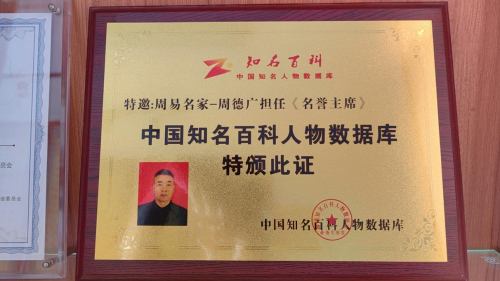 知名百科
中国知名人物数据库
特邀:周易名家-周德广担任《名誉主席》
中国知名百科人物数据库
特颁此证
中国知名百科人物数据库